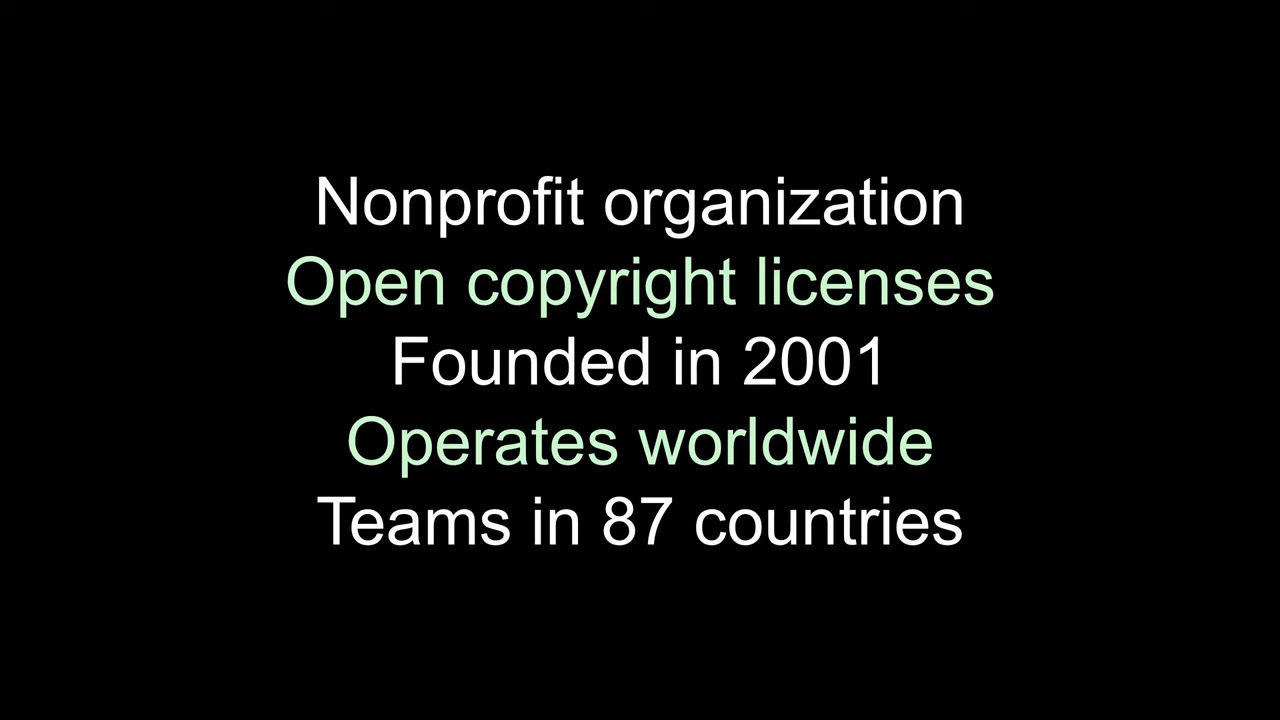 Nonprofit organization
Open copyright licenses
Founded in 2001
Operates worldwide
Teams in 87 countries